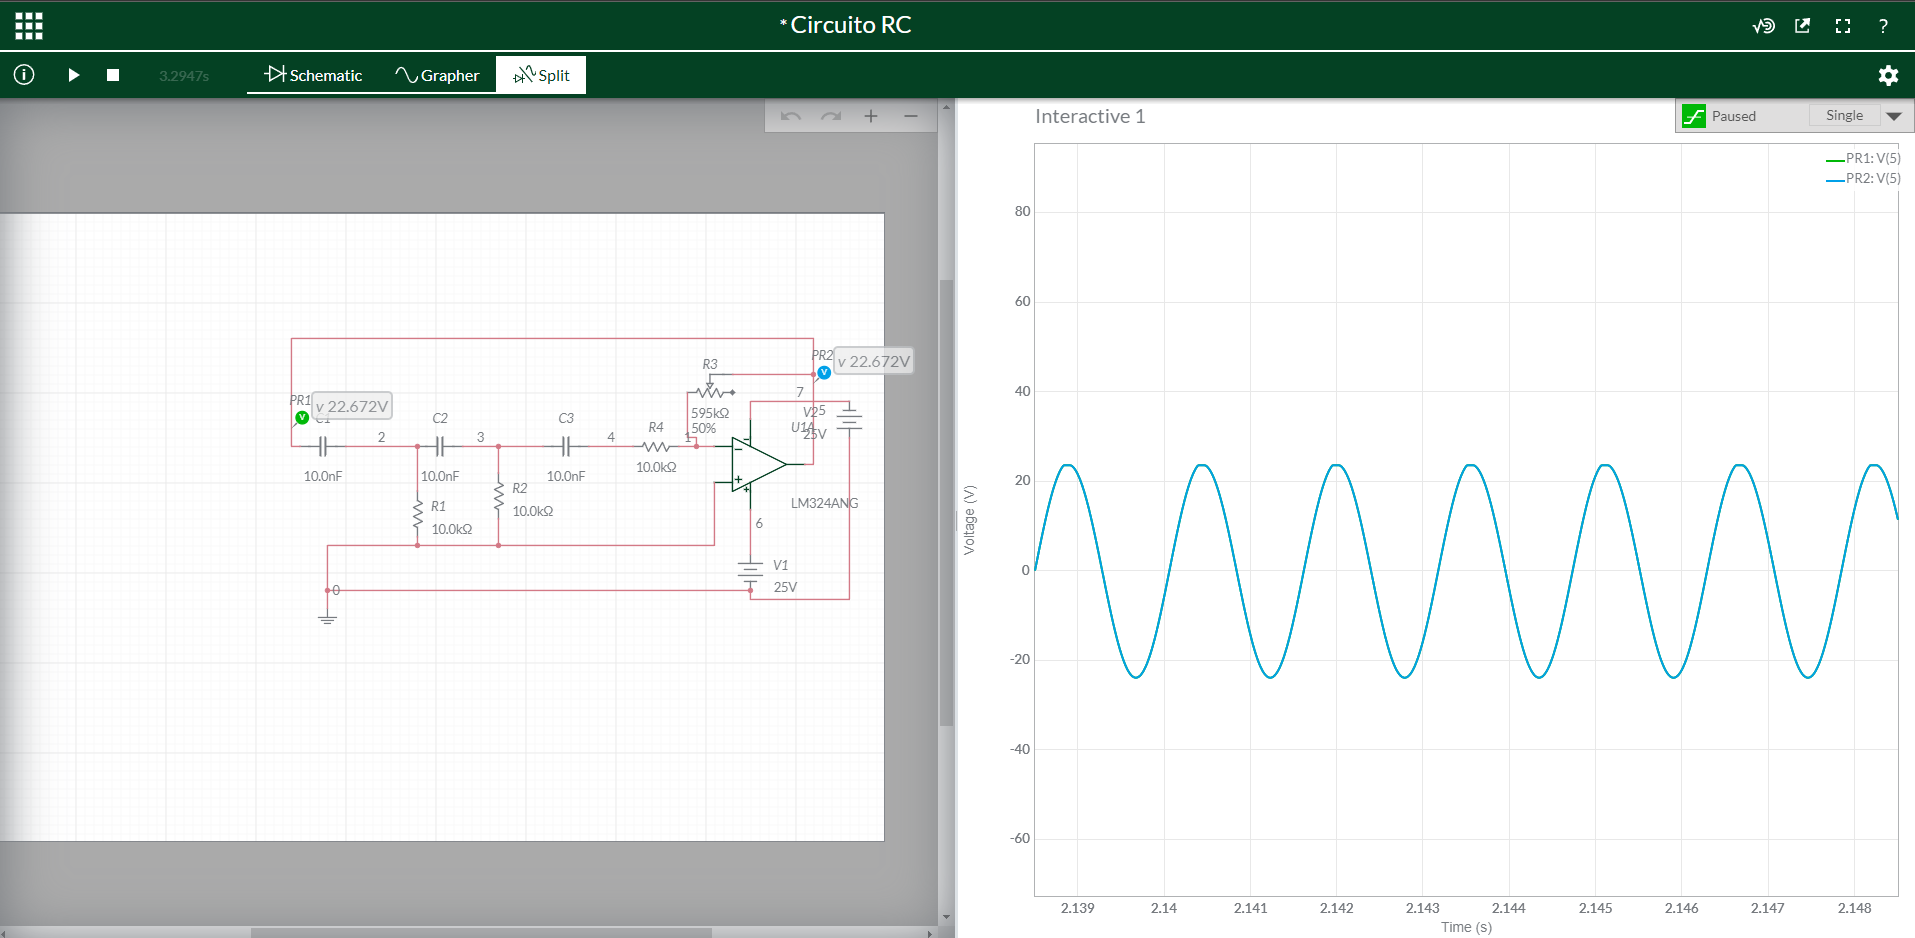 *Circuito RC
?
3.2947s
Schematic
Grapher
Split
Interactive 1
Paused
Single
PR1: V(5)
PR2: V(5)
80
60
40
20
0
-20
-40
-60
2.139
2.14
2.141
2.142
2.143
2.144
2.145
2.146
2.147
2.148
Time (s)
Voltage (V)
PR1
v 22.672V
C1
10.0nF
2
C2
10.0nF
3
C3
10.0nF
4
R4
10.0kΩ
1
R3
595kΩ
50%
PR2
v 22.672V
7
V2
5
25V
U1A
LM324ANG
R1
10.0kΩ
R2
10.0kΩ
6
V1
25V
0